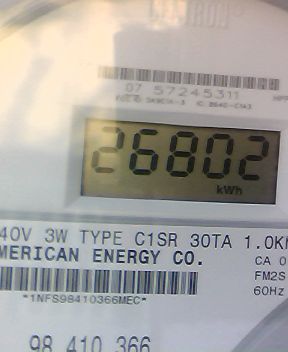 07 57245311
26802
kWh
40V 3W TYPE C1SR 30TA 1.0K
MERICAN ENERGY CO.
CA 0
FM2S
60Hz
*1NFS98410366MEC*
98 410 366